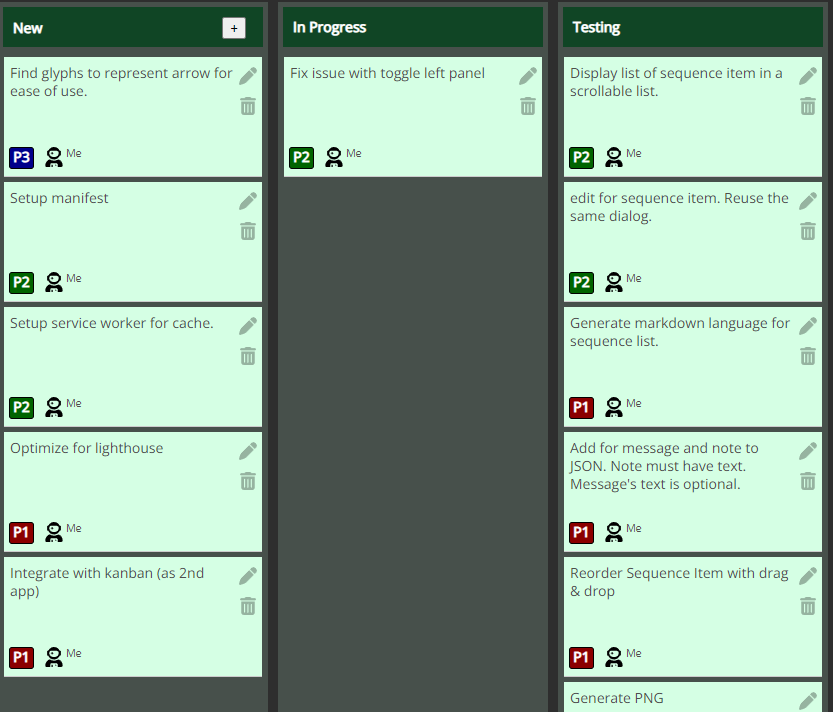 New
+
Find glyphs to represent arrow for
ease of use.
P3
Me
Setup manifest
P2
Me
Setup service worker for cache.
P2
Me
Optimize for lighthouse
P1
Me
Integrate with kanban (as 2nd
app)
P1
Me
In Progress
Fix issue with toggle left panel
P2
Me
Testing
Display list of sequence item in a
scrollable list.
P2
Me
edit for sequence item. Reuse the
same dialog.
P2
Me
Generate markdown language for
sequence list.
P1
Me
Add for message and note to
JSON. Note must have text.
Message's text is optional.
P1
Me
Reorder Sequence Item with drag
& drop
P1
Me
Generate PNG